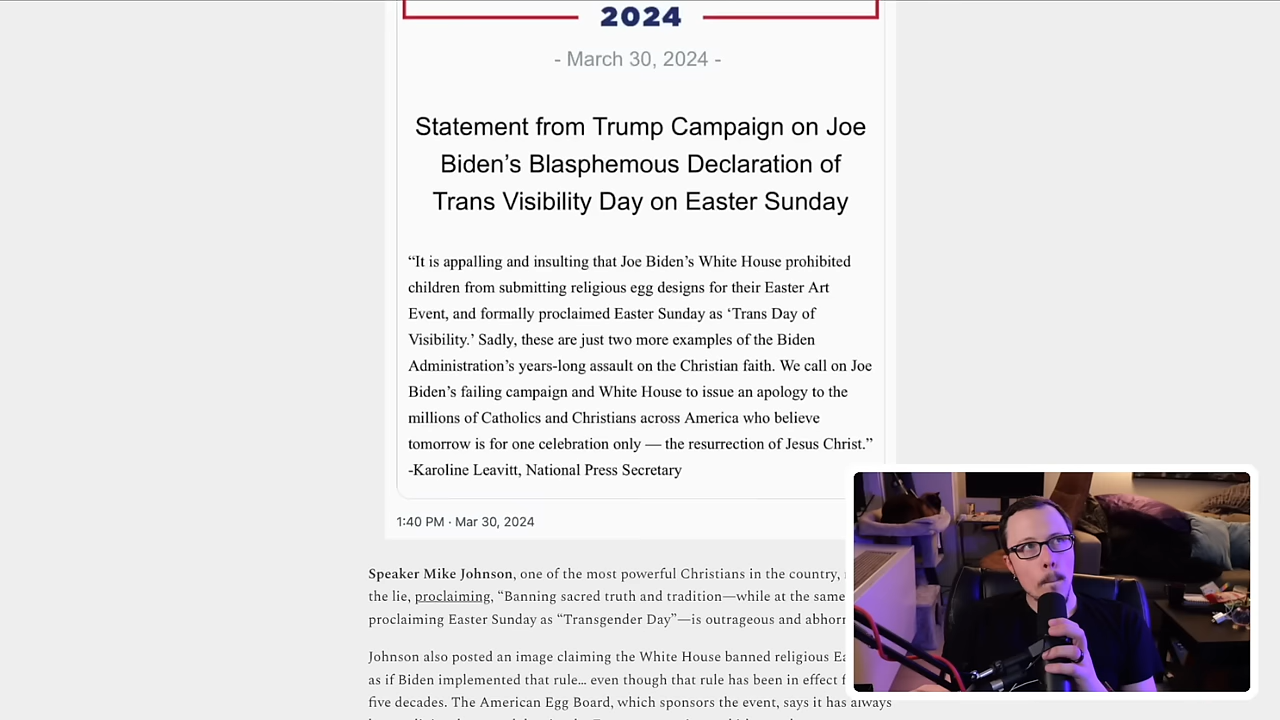 2024
- March 30, 2024 -
Statement from Trump Campaign on Joe
Biden’s Blasphemous Declaration of
Trans Visibility Day on Easter Sunday
“It is appalling and insulting that Joe Biden’s White House prohibited
children from submitting religious egg designs for their Easter Art
Event, and formally proclaimed Easter Sunday as ‘Trans Day of
Visibility.’ Sadly, these are just two more examples of the Biden
Administration’s years-long assault on the Christian faith. We call on Joe
Biden’s failing campaign and White House to issue an apology to the
millions of Catholics and Christians across America who believe
tomorrow is for one celebration only — the resurrection of Jesus Christ.”
-Karoline Leavitt, National Press Secretary
1:40 PM · Mar 30, 2024
Speaker Mike Johnson, one of the most powerful Christians in the country,
the lie, proclaiming, “Banning sacred truth and tradition—while at the same
proclaiming Easter Sunday as “Transgender Day”—is outrageous and
Johnson also posted an image claiming the White House banned religious
as if Biden implemented that rule... even though that rule has been in effect
five decades. The American Egg Board, which sponsors the event, says it has always